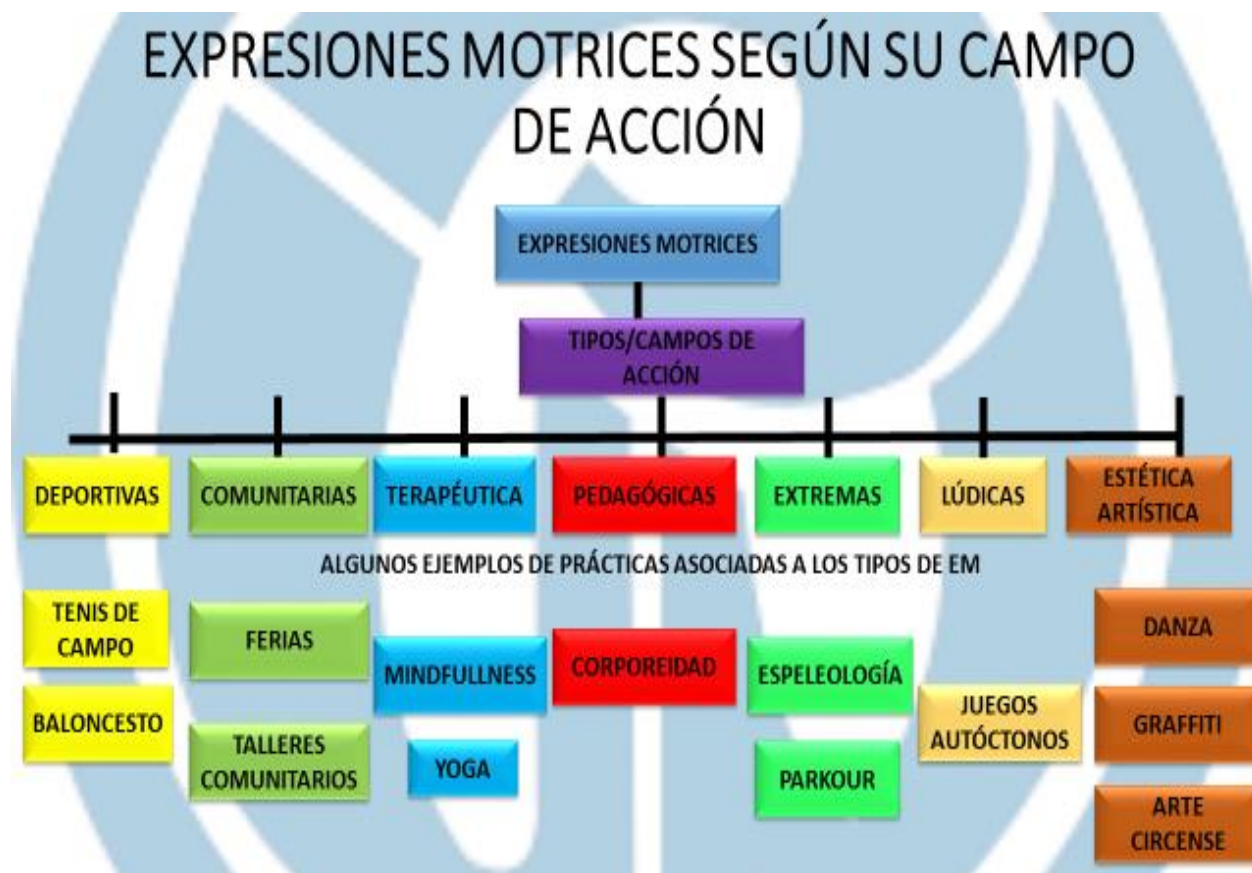 EXPRESIONES MOTRICES SEGÚN SU CAMPO
DE ACCIÓN
EXPRESIONES MOTRICES
TIPOS/CAMPOS DE
ACCIÓN
DEPORTIVAS
COMUNITARIAS
TERAPÉUTICA
PEDAGÓGICAS
EXTREMAS
LÚDICAS
ESTÉTICA
ARTÍSTICA
ALGUNOS EJEMPLOS DE PRÁCTICAS ASOCIADAS A LOS TIPOS DE EM
TENIS DE
CAMPO
BALONCESTO
FERIAS
TALLERES
COMUNITARIOS
MINDFULLNESS
YOGA
CORPOREIDAD
ESPELEOLOGÍA
PARKOUR
JUEGOS
AUTÓCTONOS
DANZA
GRAFFITI
ARTE
CIRCENSE